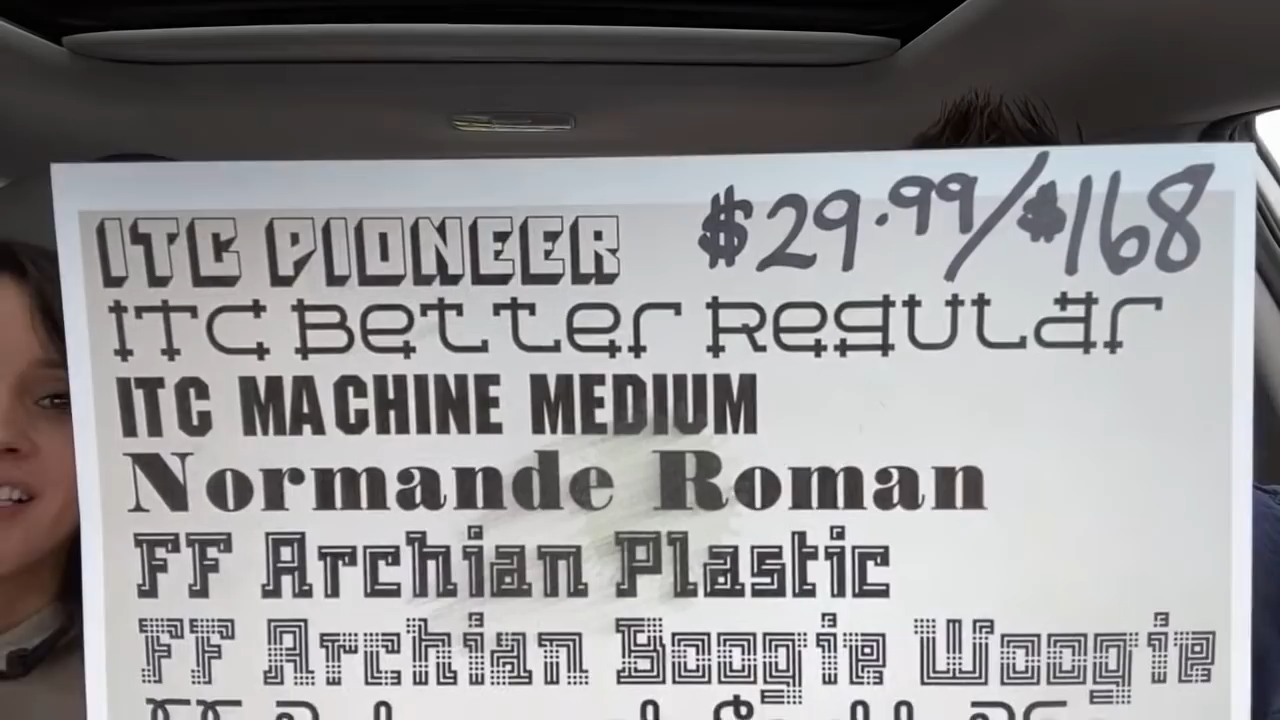 ITC PIONEER $29.99/$168
ITC Better Regular
ITC MACHINE MEDIUM
Normande Roman
FF Archian Plastic
FF Archian Boogie Woogie